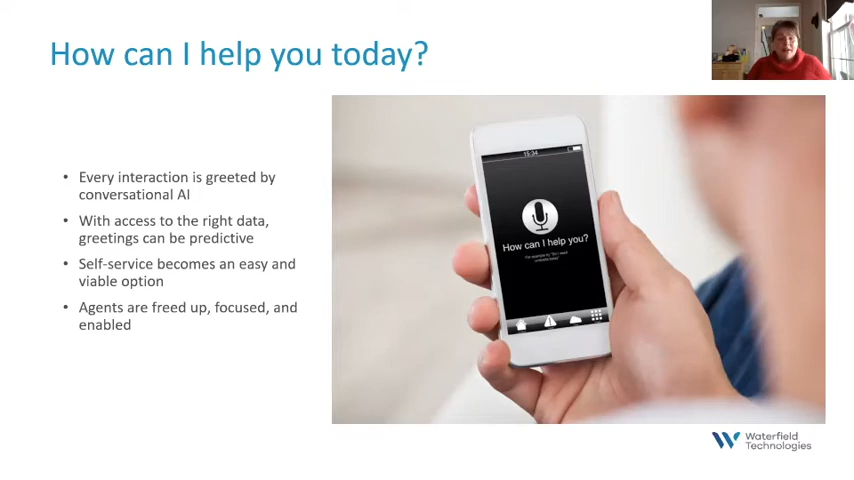 How can I help you today?
• Every interaction is greeted by
conversational AI
• With access to the right data,
greetings can be predictive
• Self-service becomes an easy and
viable option
• Agents are freed up, focused, and
enabled
15:34
How can I help you?
Waterfield
Technologies